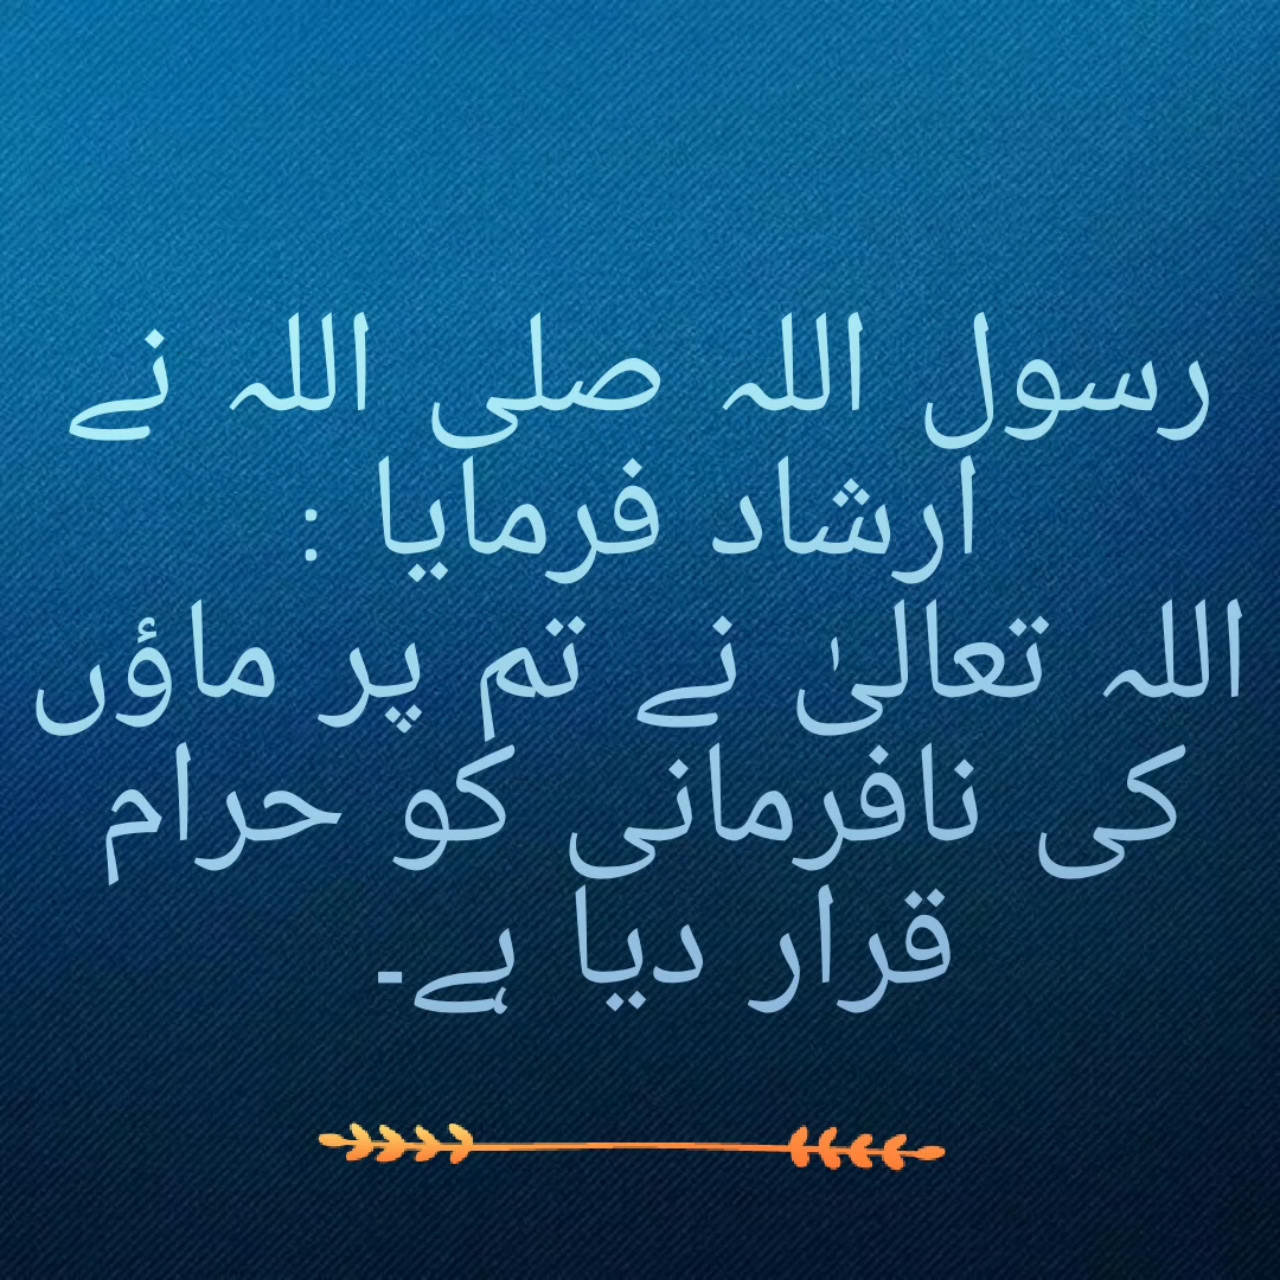 رسول اللہ صلی اللہ نے
ارشاد فرمایا :
اللہ تعالیٰ نے تم پر ماؤں
کی نافرمانی کو حرام
قرار دیا ہے۔